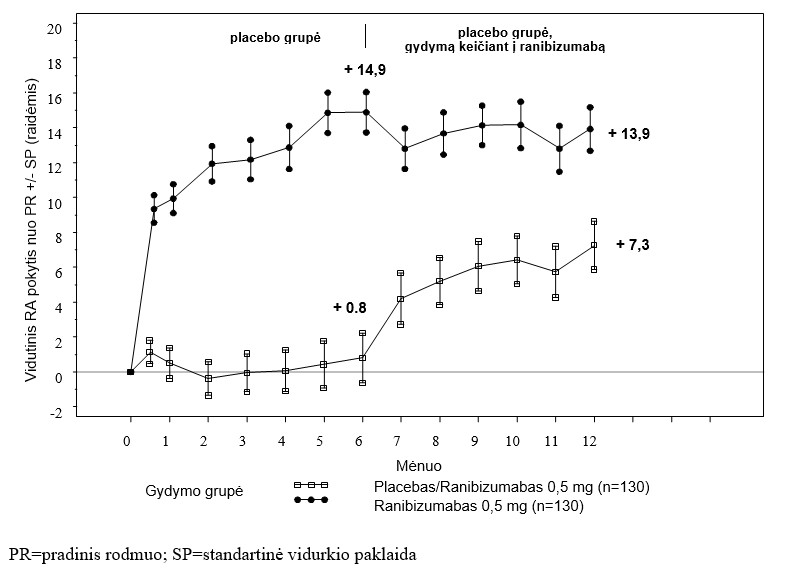 placebo grupė
placebo grupė,
gydymą keičiant į ranibizumabą
Vidutinis RA pokytis nuo PR +/- SP (raidėmis)
20
18
16
14
12
10
8
6
4
2
0
-2
+ 14,9
+ 13,9
+ 7,3
+ 0.8
0 1 2 3 4 5 6 7 8 9 10 11 12
Mėnuo
Gydymo grupė
Placebas/Ranibizumabas 0,5 mg (n=130)
Ranibizumabas 0,5 mg (n=130)
PR=pradinis rodmuo; SP=standartinė vidurkio paklaida